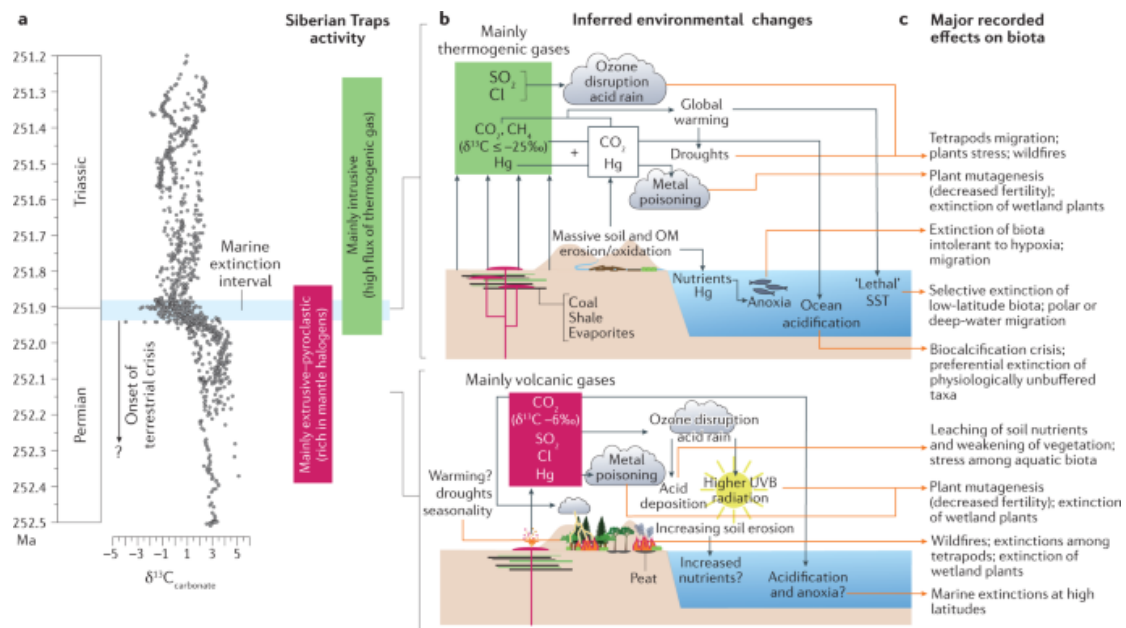 a
Siberian Traps
activity
b
Inferred environmental changes
c
Major recorded
effects on biota
251.2
251.3
251.4
251.5
251.6
251.7
251.8
251.9
252.0
252.1
252.2
252.3
252.4
252.5
Ma
Triassic
Permian
−5
−3
−1
1
3
5
δ¹³C carbonate
Marine
extinction
interval
Onset of
terrestrial crisis
?
Mainly intrusive
(high flux of thermogenic gas)
Mainly extrusive–pyroclastic
(rich in mantle halogens)
Mainly
thermogenic gases
SO₂
Cl
CO₂, CH₄
(δ¹³C ≤ −25‰)
Hg
+
CO₂
Hg
Ozone
disruption
acid rain
Global
warming
Droughts
Metal
poisoning
Massive soil and OM
erosion/oxidation
Coal
Shale
Evaporites
Nutrients
Hg
Anoxia
Ocean
acidification
'Lethal'
SST
Tetrapods migration;
plants stress; wildfires
Plant mutagenesis
(decreased fertility);
extinction of wetland plants
Extinction of biota
intolerant to hypoxia;
migration
Selective extinction of
low-latitude biota; polar or
deep-water migration
Biocalcification crisis;
preferential extinction of
physiologically unbuffered
taxa
Mainly volcanic gases
CO₂
(δ¹³C −6‰)
SO₂
Cl
Hg
Ozone disruption
acid rain
Metal
poisoning
Acid
deposition
Higher UVB
radiation
Warming?
droughts
seasonality
Increasing soil erosion
Peat
Increased
nutrients?
Acidification
and anoxia?
Leaching of soil nutrients
and weakening of vegetation;
stress among aquatic biota
Plant mutagenesis
(decreased fertility); extinction
of wetland plants
Wildfires; extinctions among
tetrapods; extinction of
wetland plants
Marine extinctions at high
latitudes